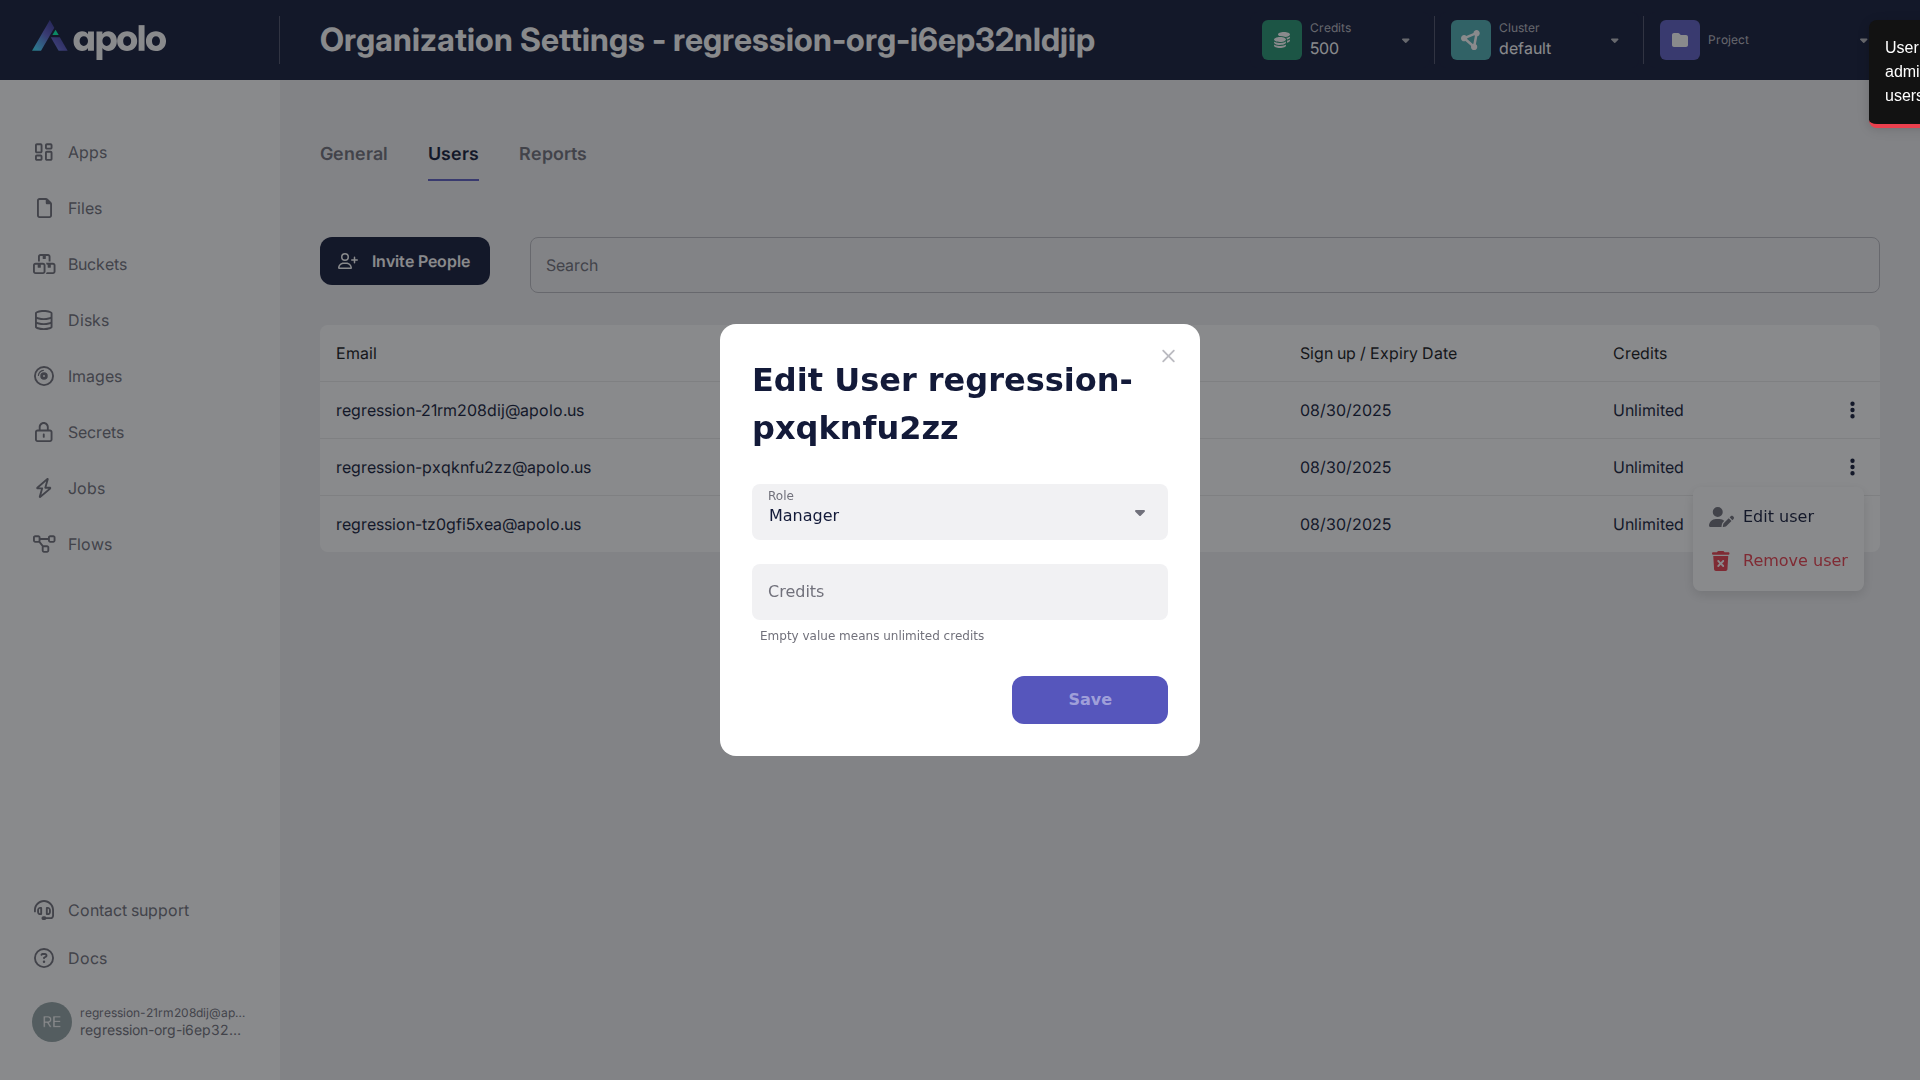 apolo
Organization Settings - regression-org-i6ep32nldjip
Credits
500
Cluster
default
Project
User
admi
users
Apps
Files
Buckets
Disks
Images
Secrets
Jobs
Flows
General
Users
Reports
Invite People
Search
Email
Sign up / Expiry Date
Credits
regression-21rm208dij@apolo.us
08/30/2025
Unlimited
regression-pxqknfu2zz@apolo.us
08/30/2025
Unlimited
regression-tz0gfi5xea@apolo.us
08/30/2025
Unlimited
Edit user
Remove user
Edit User regression-
pxqknfu2zz
Role
Manager
Credits
Empty value means unlimited credits
Save
Contact support
Docs
RE
regression-21rm208dij@ap...
regression-org-i6ep32...